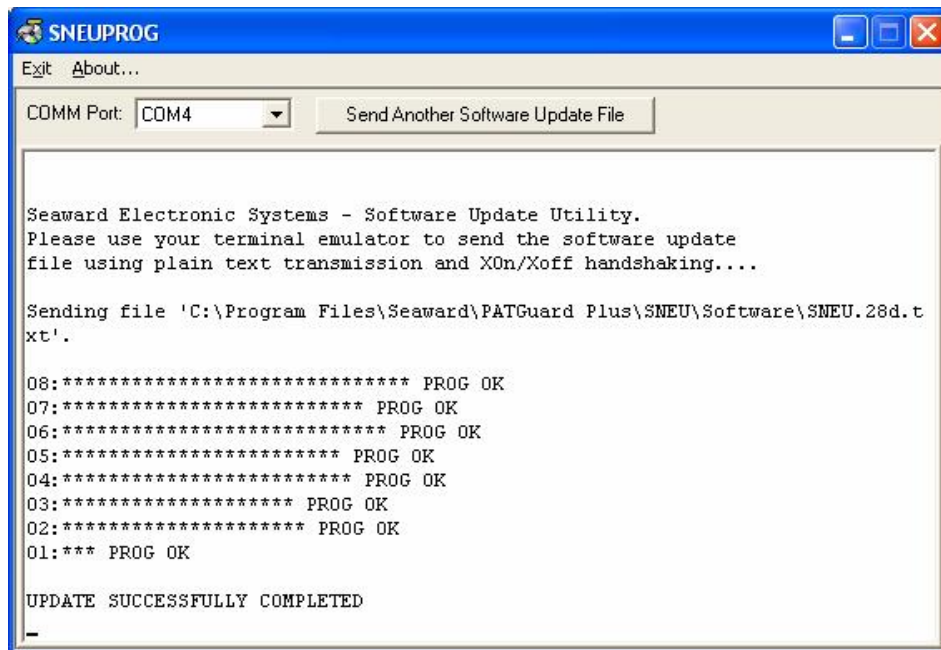 SNEUPROG
Exit About...
COMM Port: COM4 Send Another Software Update File
Seaward Electronic Systems - Software Update Utility.
Please use your terminal emulator to send the software update
file using plain text transmission and XOn/Xoff handshaking....
Sending file 'C:\Program Files\Seaward\PATGuard Plus\SNEU\Software\SNEU.28d.t
xt'.
08:****************************** PROG OK
07:************************** PROG OK
06:**************************** PROG OK
05:************************ PROG OK
04:************************* PROG OK
03:******************** PROG OK
02:********************* PROG OK
01:*** PROG OK
UPDATE SUCCESSFULLY COMPLETED